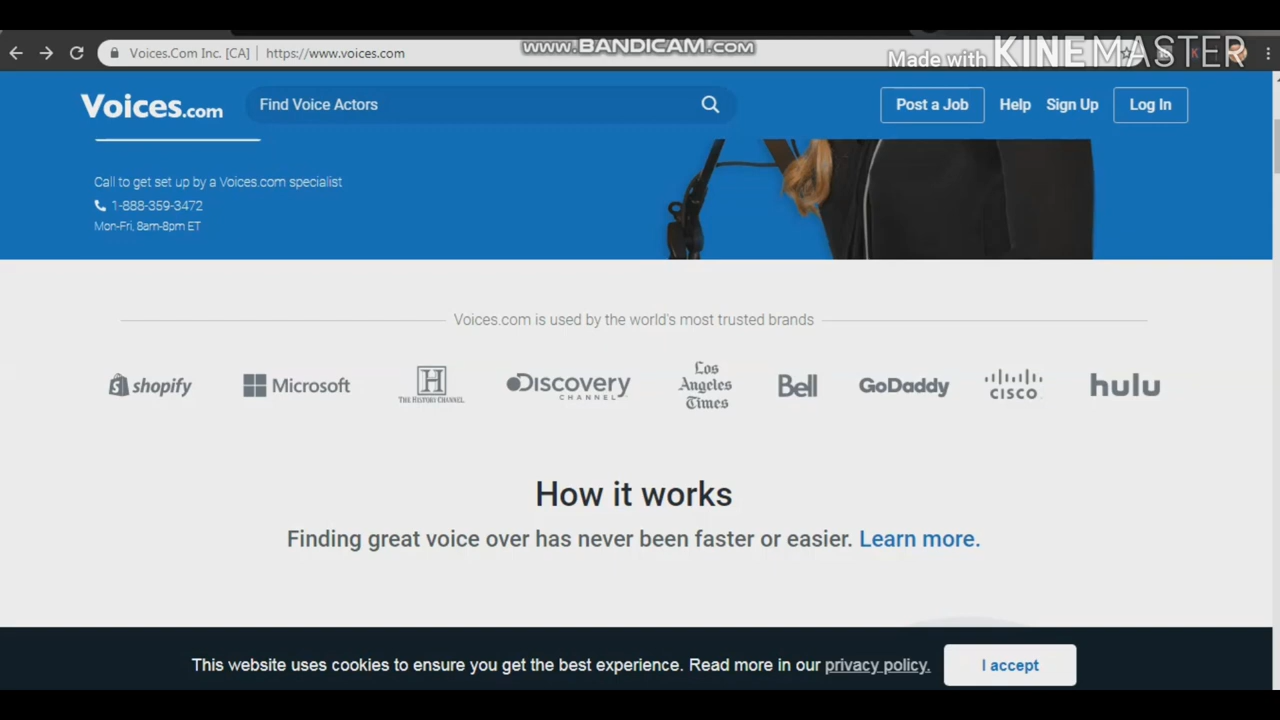 www.BANDICAM.com
Made with KINEMASTER
Voices.Com Inc. [CA] | https://www.voices.com
Voices.com
Find Voice Actors
Post a Job
Help
Sign Up
Log In
Call to get set up by a Voices.com specialist
1-888-359-3472
Mon-Fri, 8am-8pm ET
Voices.com is used by the world's most trusted brands
shopify
Microsoft
H
THE HISTORY CHANNEL
Discovery
CHANNEL
Los
Angeles
Times
Bell
GoDaddy
CISCO
hulu
How it works
Finding great voice over has never been faster or easier. Learn more.
This website uses cookies to ensure you get the best experience. Read more in our privacy policy.
I accept